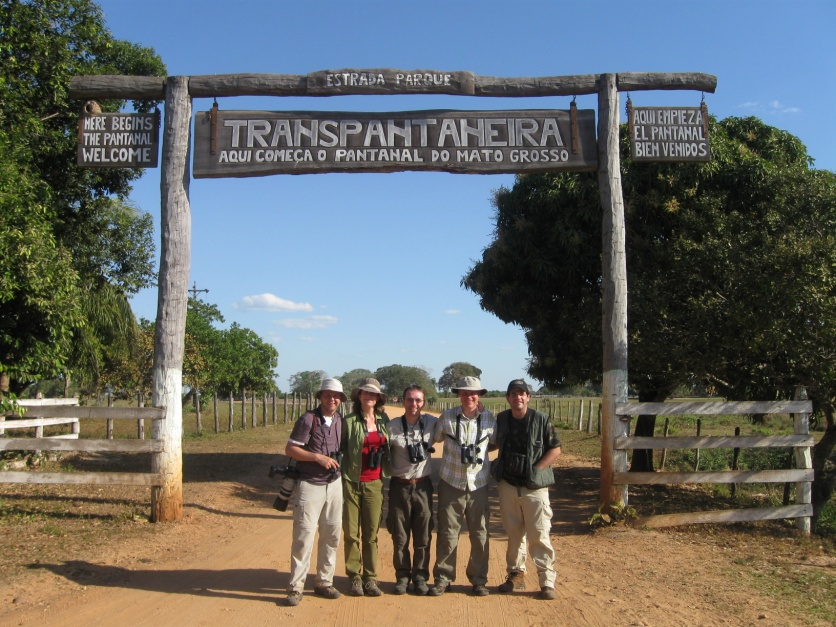 ESTRADA PARQUE
HERE BEGINS
THE PANTANAL
WELCOME
TRANSPANTANEIRA
AQUI COMEÇA O PANTANAL DO MATO GROSSO
AQUI EMPIEZA
EL PANTANAL
BIEN VENIDOS